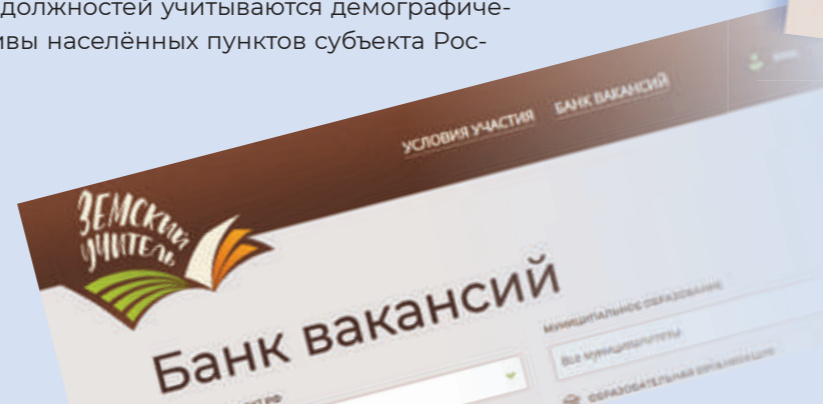 должностей учитываются демографиче-
ивы населённых пунктов субъекта Рос-
УСЛОВИЯ УЧАСТИЯ
БАНК ВАКАНСИЙ
ЗЕМСКИЙ
УЧИТЕЛЬ
Банк вакансий
МУНИЦИПАЛЬНОЕ ОБРАЗОВАНИЕ
Все муниципалитеты
ОБРАЗОВАТЕЛЬНАЯ ОРГАНИЗАЦИЯ